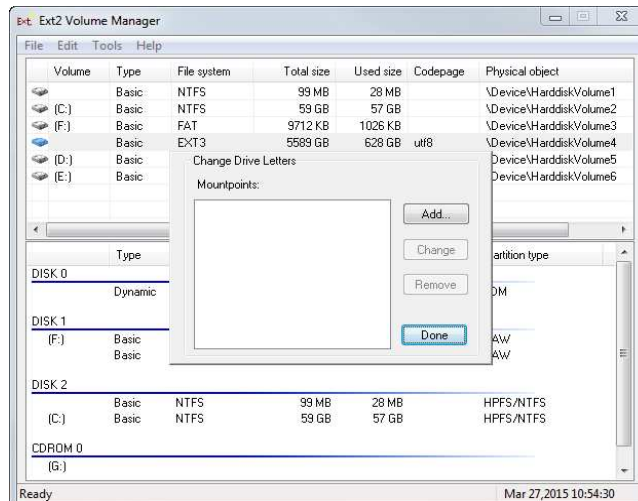 Ext2 Volume Manager
File Edit Tools Help
Volume Type File system Total size Used size Codepage Physical object
Basic NTFS 99 MB 28 MB \Device\HarddiskVolume1
(C:) Basic NTFS 59 GB 57 GB \Device\HarddiskVolume2
(F:) Basic FAT 9712 KB 1026 KB \Device\HarddiskVolume3
Basic EXT3 5589 GB 628 GB utf8 \Device\HarddiskVolume4
(D:) Basic Device\HarddiskVolume5
(E:) Basic Device\HarddiskVolume6
Change Drive Letters
Mountpoints:
Add...
Change
Remove
Done
Type artition type
DISK 0
Dynamic DM
DISK 1
(F:) Basic AW
Basic AW
DISK 2
Basic NTFS 99 MB 28 MB HPFS/NTFS
(C:) Basic NTFS 59 GB 57 GB HPFS/NTFS
CDROM 0
(G:)
Ready Mar 27,2015 10:54:30